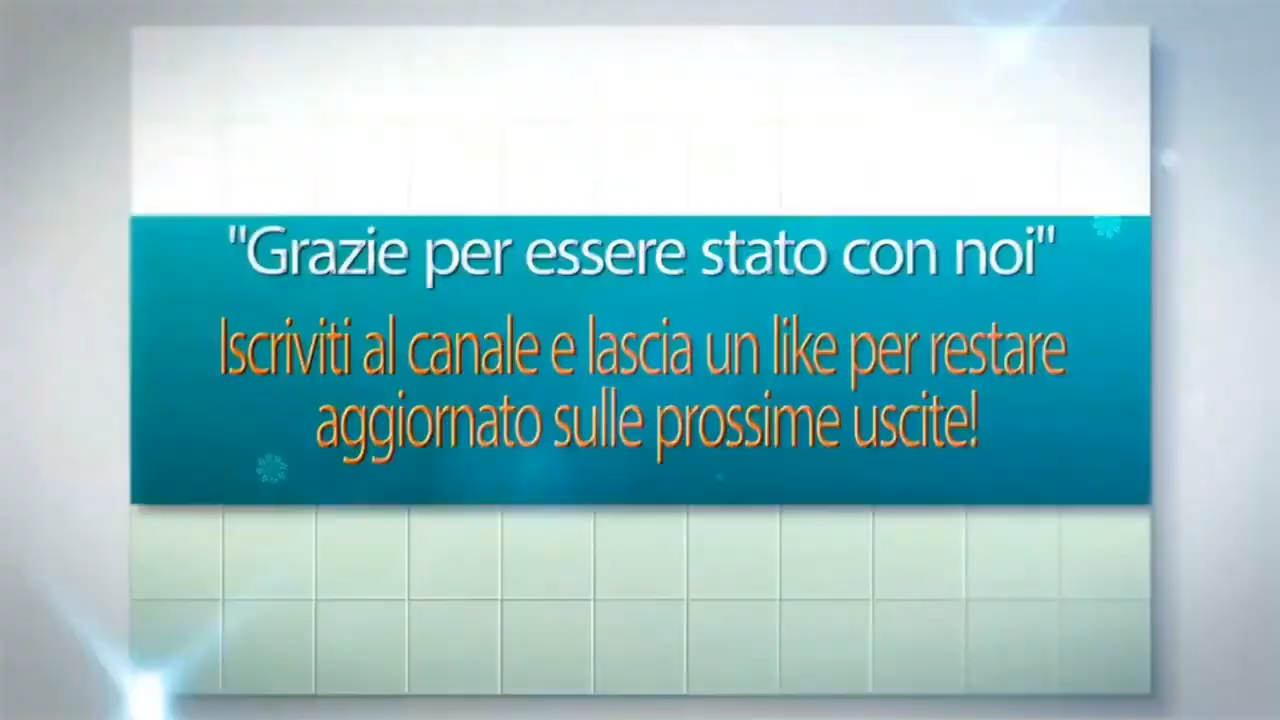 "Grazie per essere stato con noi"
Iscriviti al canale e lascia un like per restare
aggiornato sulle prossime uscite!